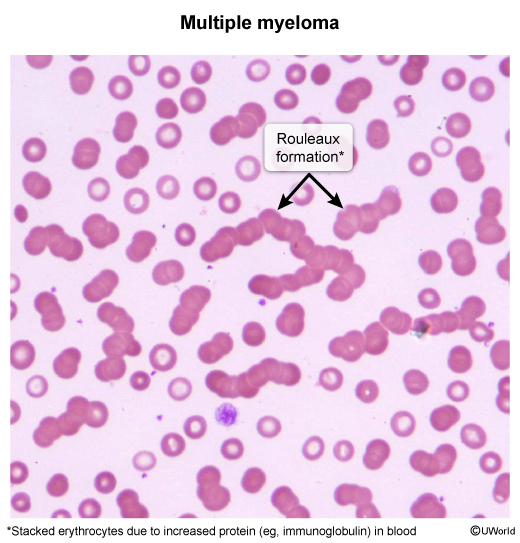 Multiple myeloma
Rouleaux
formation*
*Stacked erythrocytes due to increased protein (eg, immunoglobulin) in blood
©UWorld